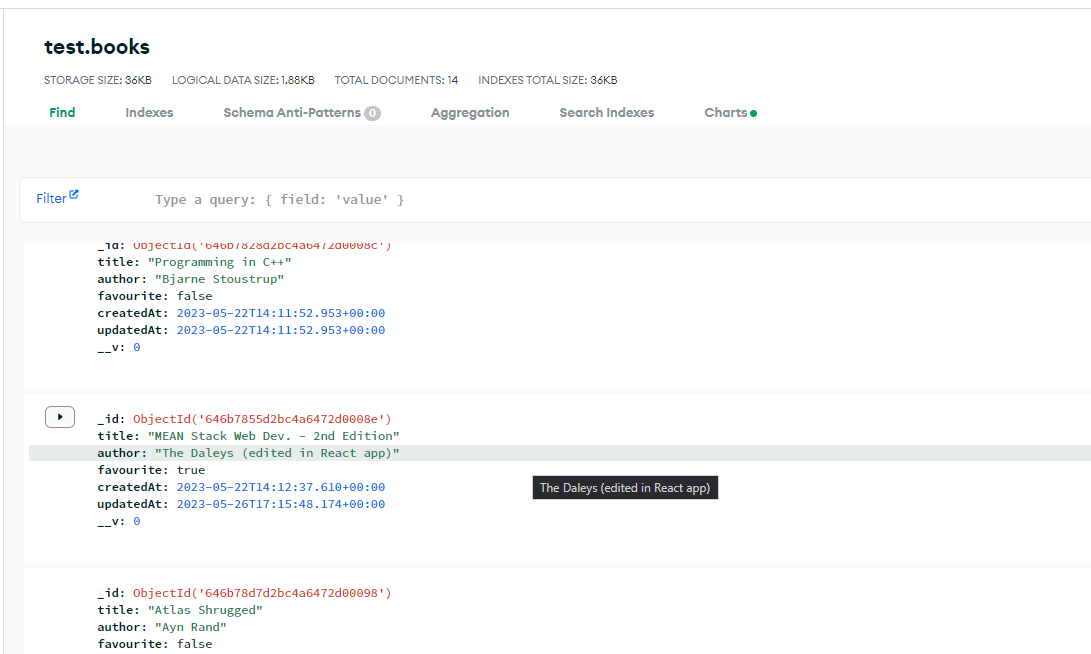 test.books
STORAGE SIZE: 36KB LOGICAL DATA SIZE: 1.88KB TOTAL DOCUMENTS: 14 INDEXES TOTAL SIZE: 36KB
Find Indexes Schema Anti-Patterns 0 Aggregation Search Indexes Charts
Filter Type a query: { field: 'value' }
_id: ObjectId('646b7828d2bc4a6472d0008c')
title: "Programming in C++"
author: "Bjarne Stoustrup"
favourite: false
createdAt: 2023-05-22T14:11:52.953+00:00
updatedAt: 2023-05-22T14:11:52.953+00:00
__v: 0
_id: ObjectId('646b7855d2bc4a6472d0008e')
title: "MEAN Stack Web Dev. - 2nd Edition"
author: "The Daleys (edited in React app)"
favourite: true
createdAt: 2023-05-22T14:12:37.610+00:00
The Daleys (edited in React app)
updatedAt: 2023-05-26T17:15:48.174+00:00
__v: 0
_id: ObjectId('646b78d7d2bc4a6472d00098')
title: "Atlas Shrugged"
author: "Ayn Rand"
favourite: false